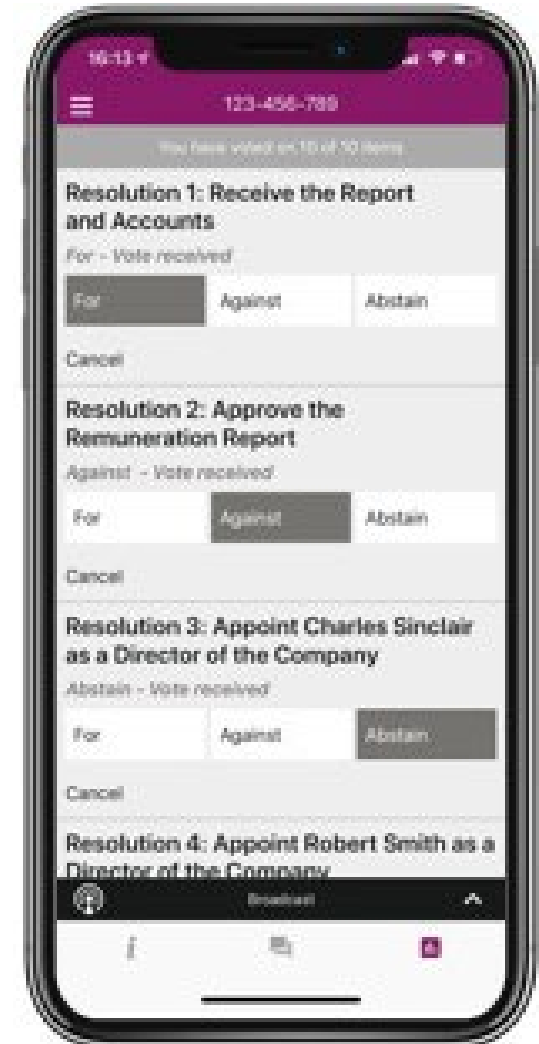 16:13
123-456-789
You have voted on 10 of 10 items
Resolution 1: Receive the Report
and Accounts
For - Vote received
For Against Abstain
Cancel
Resolution 2: Approve the
Remuneration Report
Against - Vote received
For Against Abstain
Cancel
Resolution 3: Appoint Charles Sinclair
as a Director of the Company
Abstain - Vote received
For Against Abstain
Cancel
Resolution 4: Appoint Robert Smith as a
Director of the Company
Broadcast
i